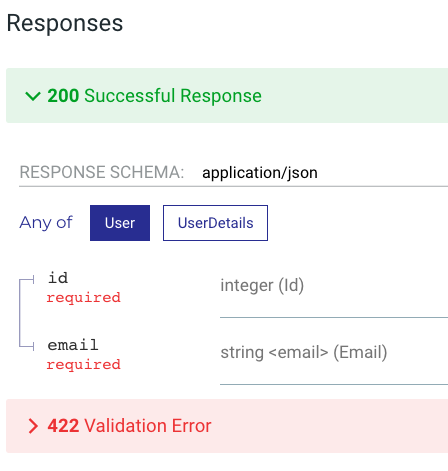 Responses
200 Successful Response
RESPONSE SCHEMA: application/json
Any of User UserDetails
id integer (Id)
required
email string <email> (Email)
required
422 Validation Error